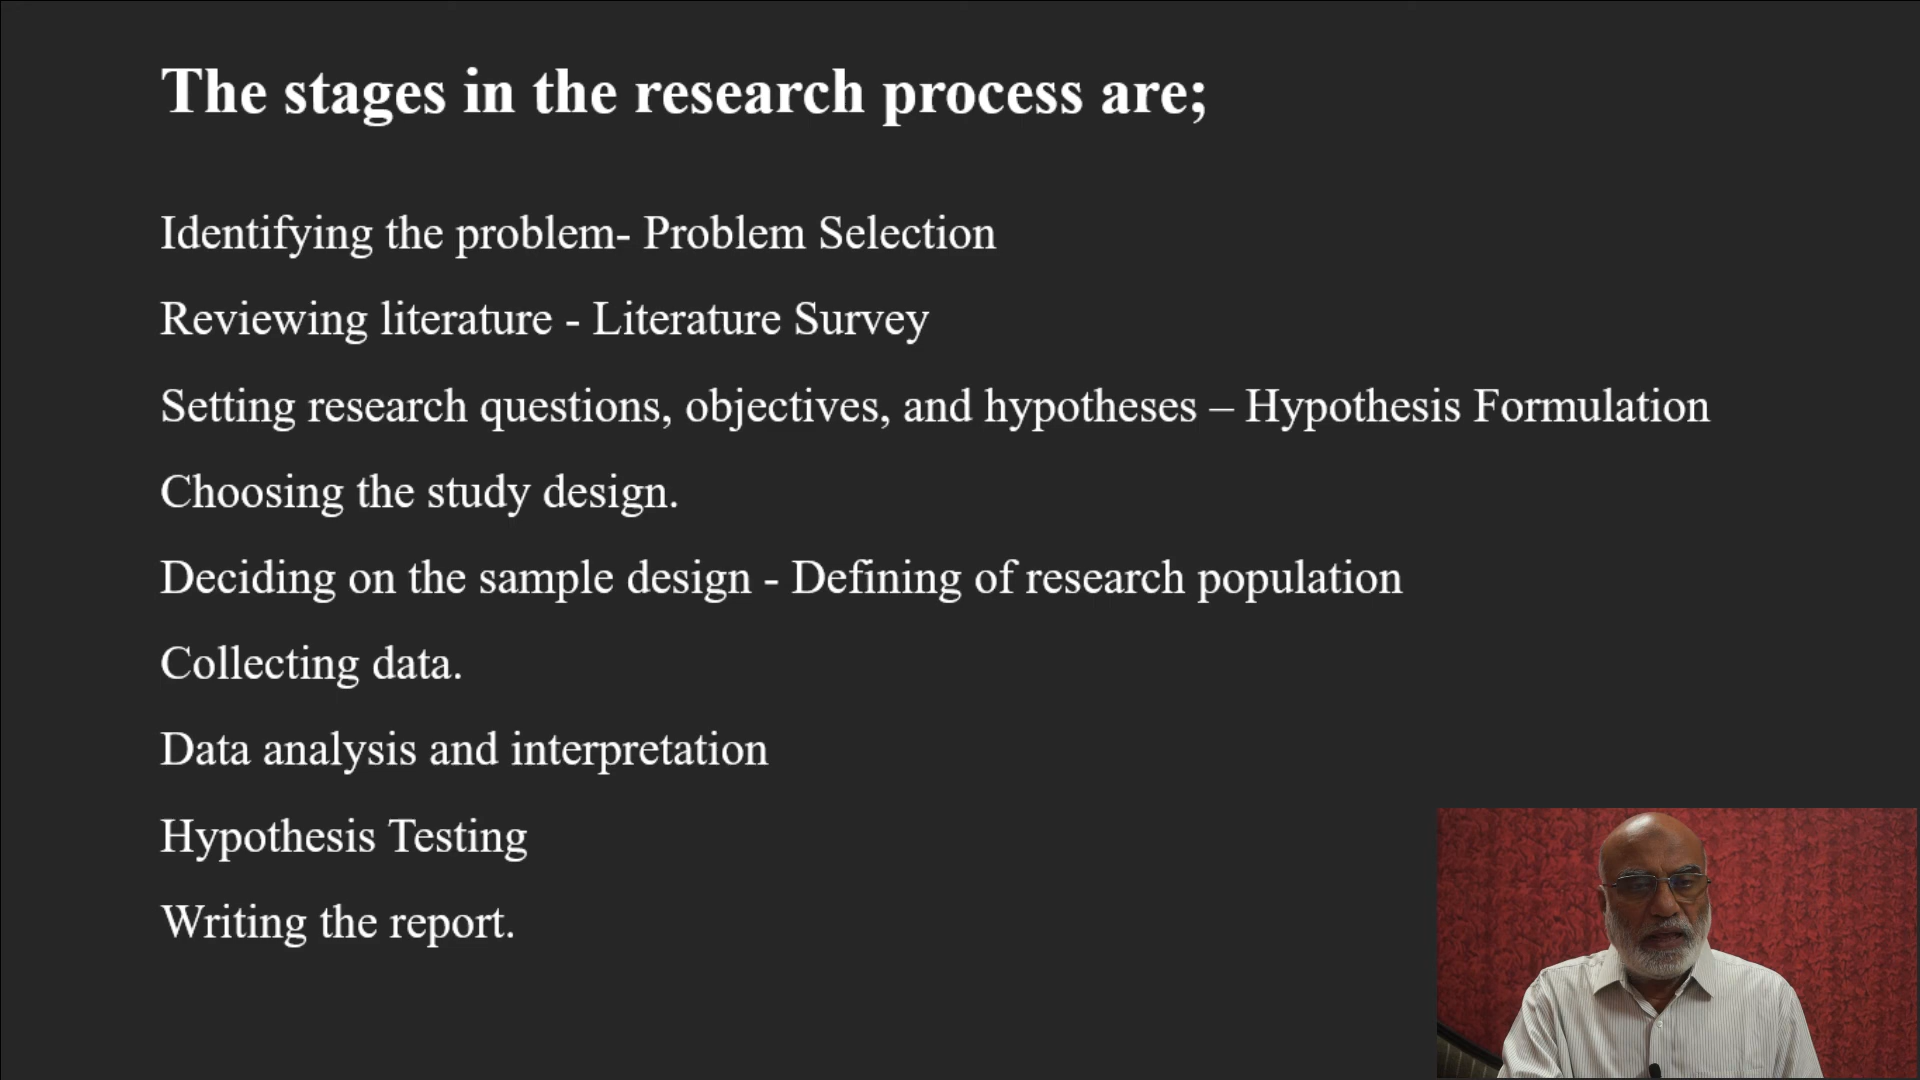 The stages in the research process are;
Identifying the problem- Problem Selection
Reviewing literature - Literature Survey
Setting research questions, objectives, and hypotheses – Hypothesis Formulation
Choosing the study design.
Deciding on the sample design - Defining of research population
Collecting data.
Data analysis and interpretation
Hypothesis Testing
Writing the report.